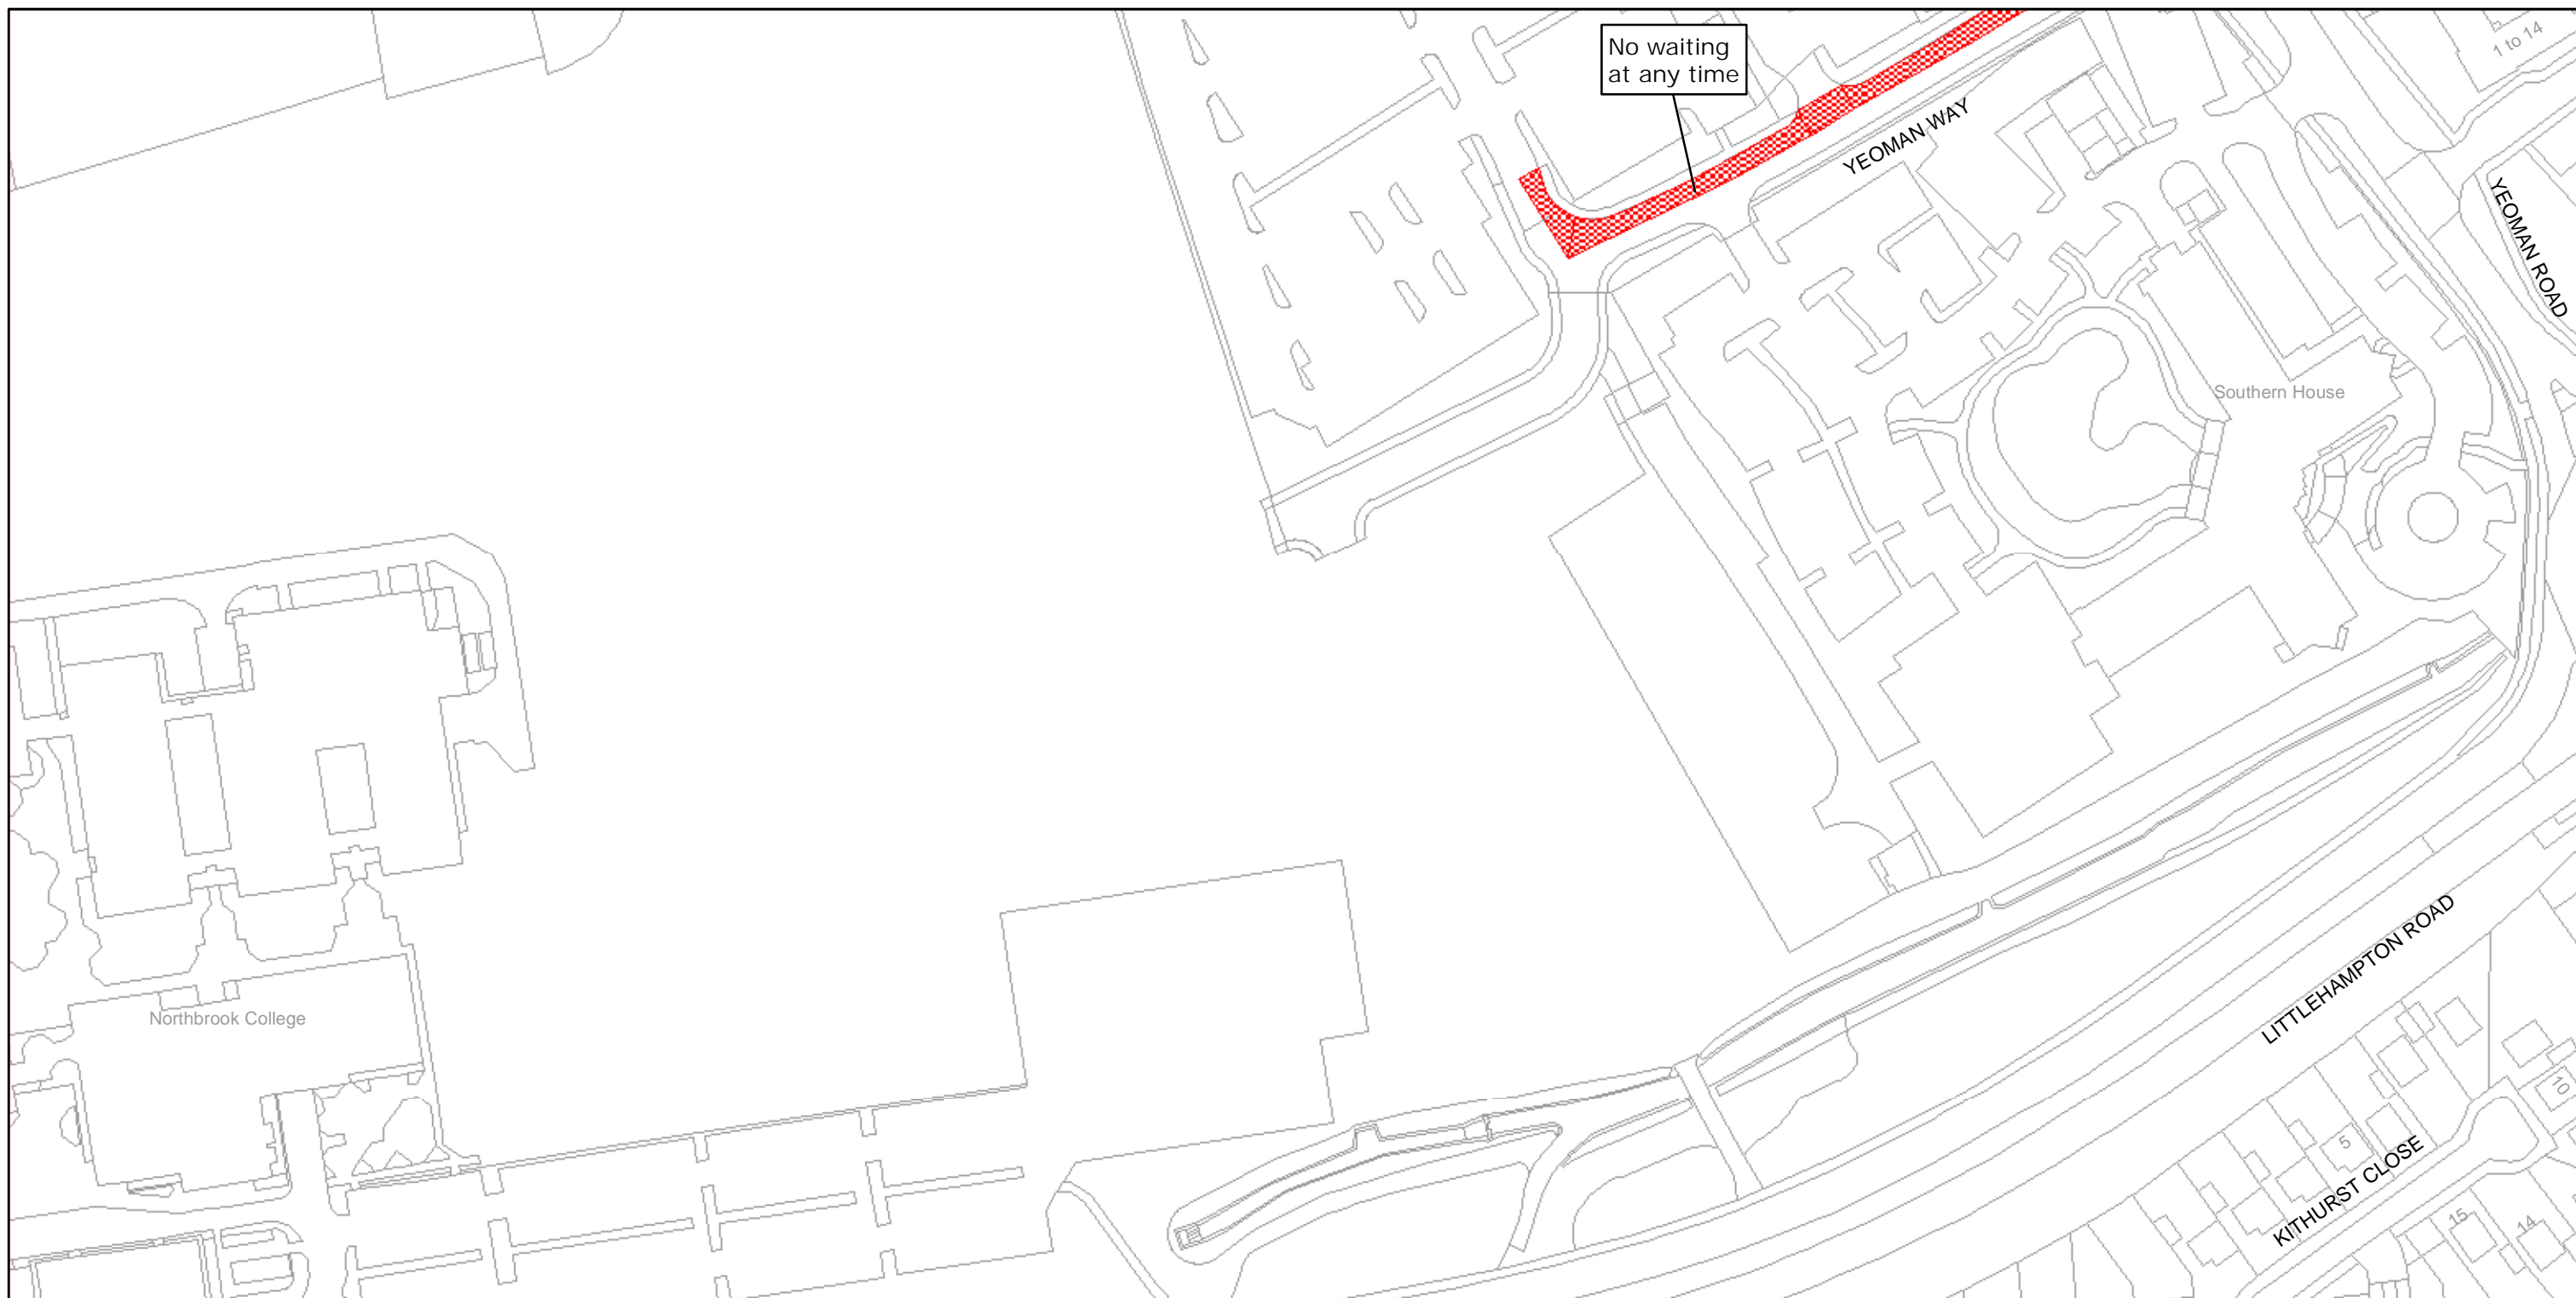 No waiting
at any time
1 to 14
YEOMAN WAY
YEOMAN ROAD
Southern House
LITTLEHAMPTON ROAD
Northbrook College
10
5
KITHURST CLOSE
15
14